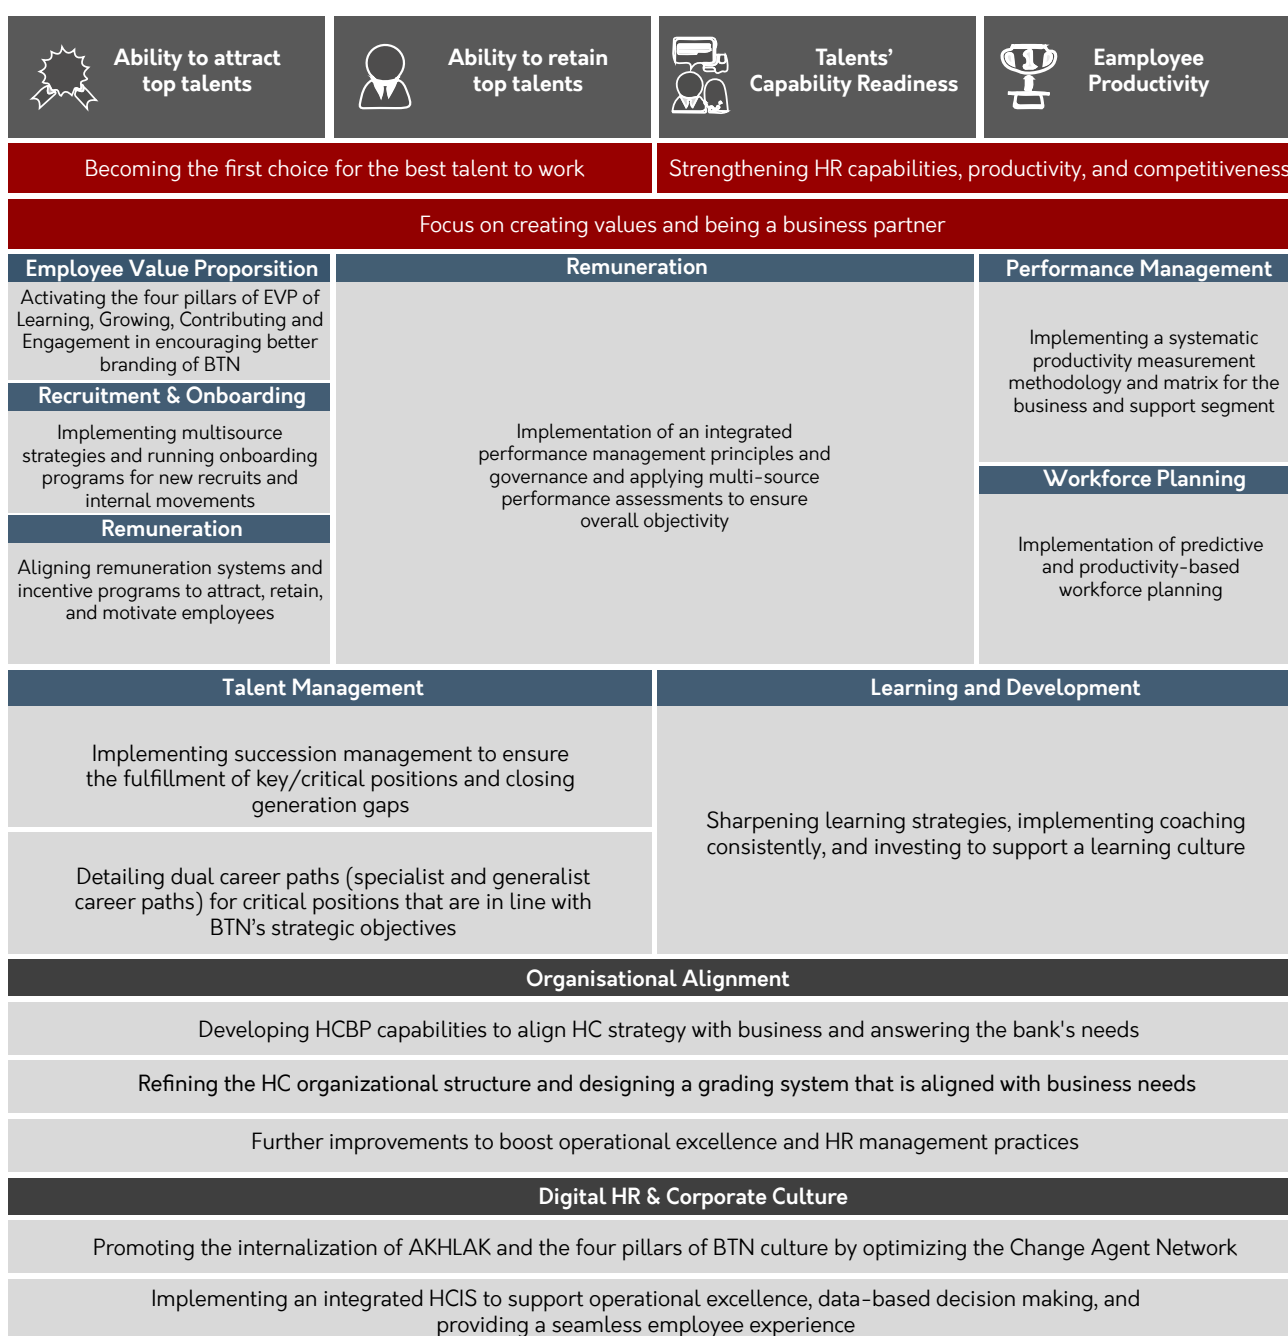 Ability to attract
top talents
Ability to retain
top talents
Talents'
Capability Readiness
Eamployee
Productivity
Becoming the first choice for the best talent to work
Strengthening HR capabilities, productivity, and competitiveness
Focus on creating values and being a business partner
Employee Value Proporsition
Activating the four pillars of EVP of
Learning, Growing, Contributing and
Engagement in encouraging better
branding of BTN
Recruitment & Onboarding
Implementing multisource
strategies and running onboarding
programs for new recruits and
internal movements
Remuneration
Aligning remuneration systems and
incentive programs to attract, retain,
and motivate employees
Remuneration
Implementation of an integrated
performance management principles and
governance and applying multi-source
performance assessments to ensure
overall objectivity
Performance Management
Implementing a systematic
productivity measurement
methodology and matrix for the
business and support segment
Workforce Planning
Implementation of predictive
and productivity-based
workforce planning
Talent Management
Implementing succession management to ensure
the fulfillment of key/critical positions and closing
generation gaps
Detailing dual career paths (specialist and generalist
career paths) for critical positions that are in line with
BTN's strategic objectives
Learning and Development
Sharpening learning strategies, implementing coaching
consistently, and investing to support a learning culture
Organisational Alignment
Developing HCBP capabilities to align HC strategy with business and answering the bank's needs
Refining the HC organizational structure and designing a grading system that is aligned with business needs
Further improvements to boost operational excellence and HR management practices
Digital HR & Corporate Culture
Promoting the internalization of AKHLAK and the four pillars of BTN culture by optimizing the Change Agent Network
Implementing an integrated HCIS to support operational excellence, data-based decision making, and
providing a seamless employee experience